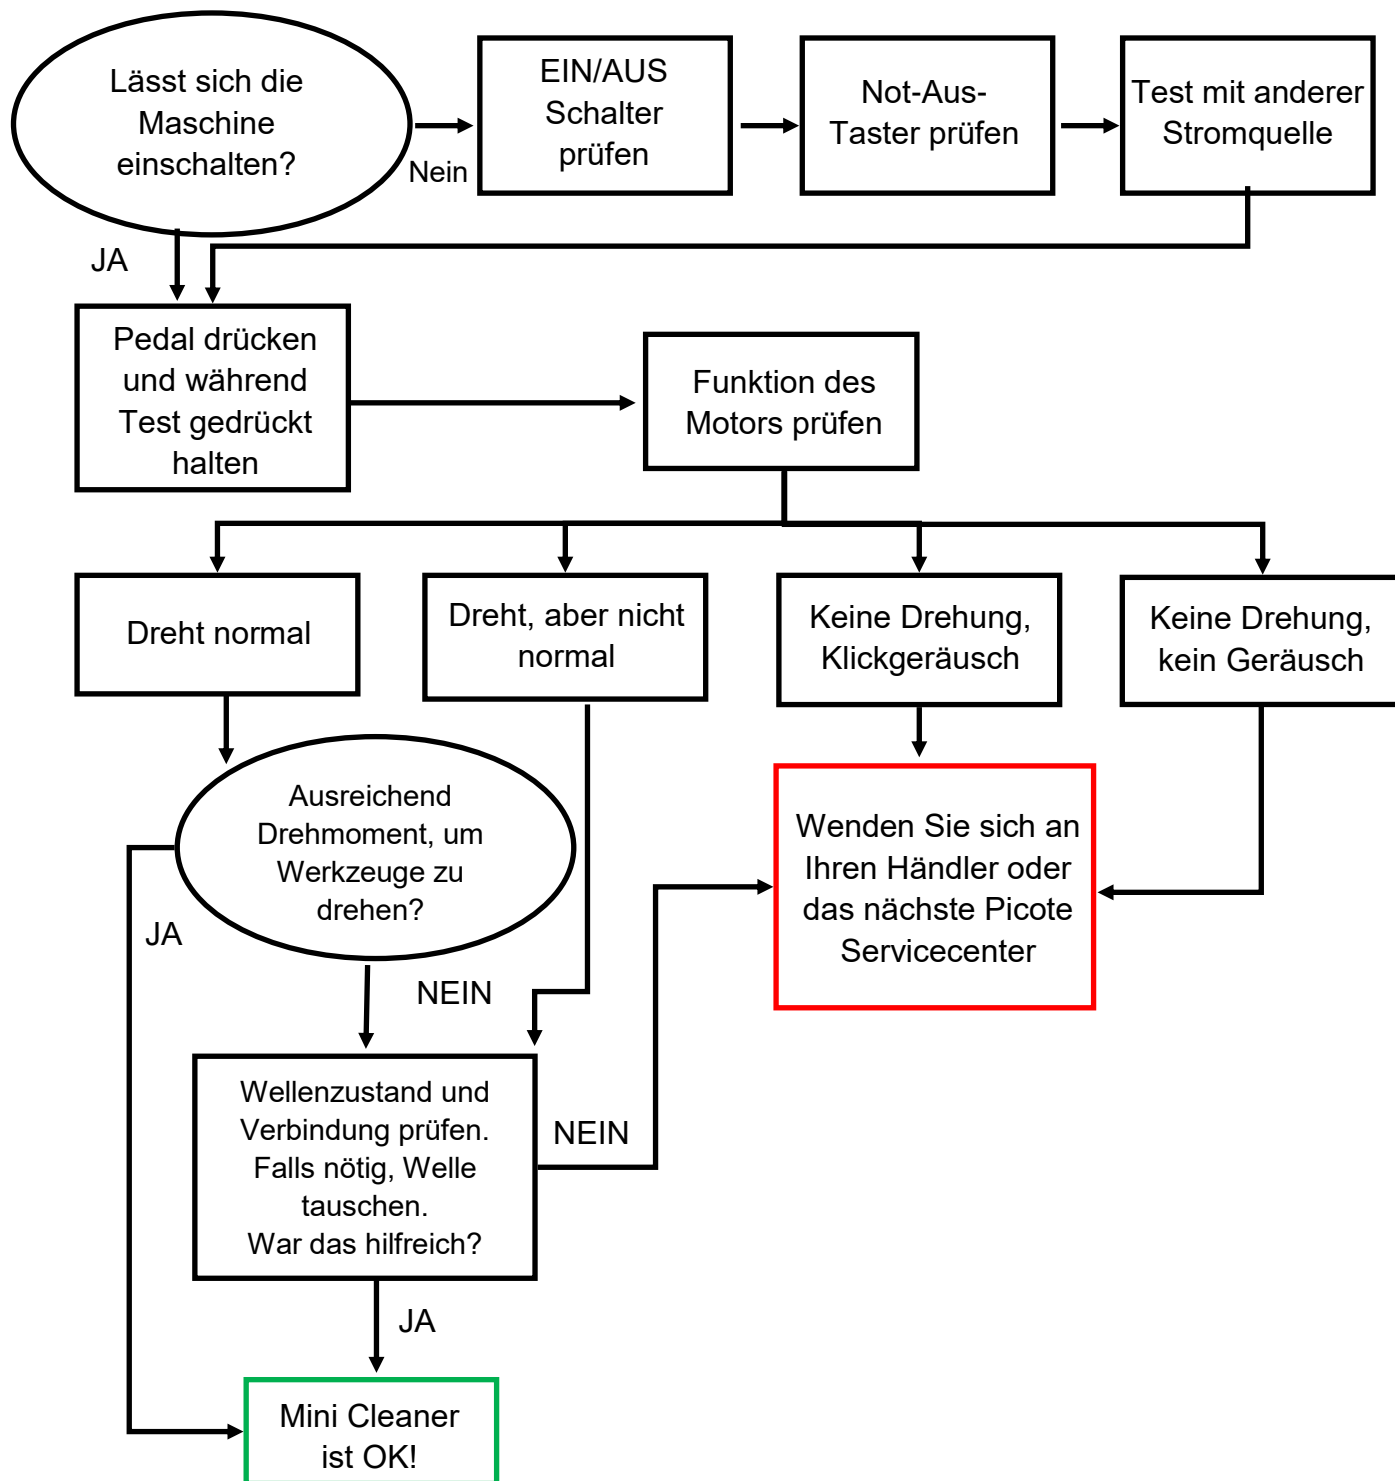 Lässt sich die
Maschine
einschalten?
Nein
EIN/AUS
Schalter
prüfen
Not-Aus-
Taster prüfen
Test mit anderer
Stromquelle
JA
Pedal drücken
und während
Test gedrückt
halten
Funktion des
Motors prüfen
Dreht normal
Dreht, aber nicht
normal
Keine Drehung,
Klickgeräusch
Keine Drehung,
kein Geräusch
Ausreichend
Drehmoment, um
Werkzeuge zu
drehen?
JA
NEIN
Wenden Sie sich an
Ihren Händler oder
das nächste Picote
Servicecenter
Wellenzustand und
Verbindung prüfen.
Falls nötig, Welle
tauschen.
War das hilfreich?
NEIN
JA
Mini Cleaner
ist OK!